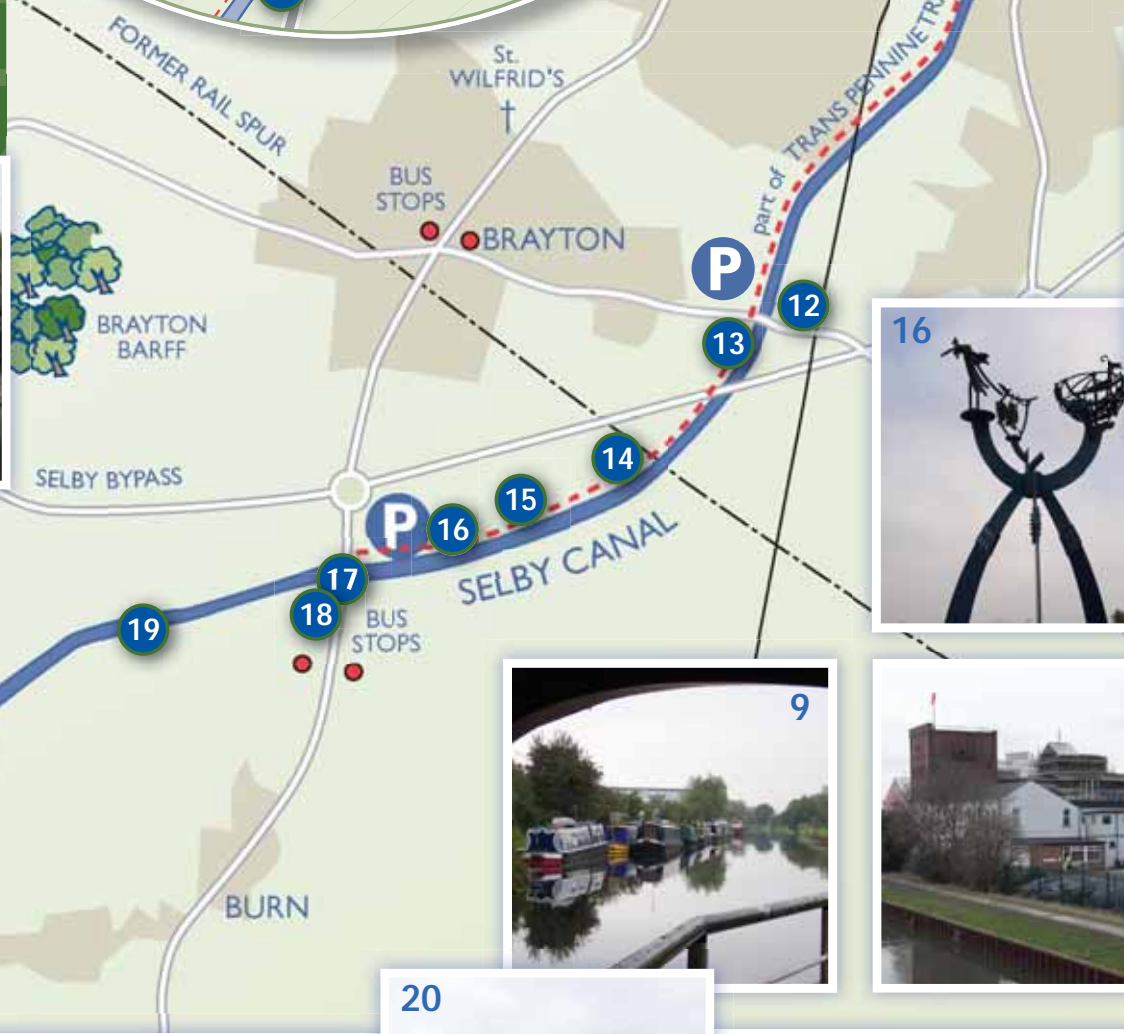 FORMER RAIL SPUR
St.
WILFRID'S
part of TRANS PENNINE
BUS
STOPS
BRAYTON
P
12
13
16
BRAYTON
BARFF
SELBY BYPASS
14
15
P
16
SELBY CANAL
17
18
19
BUS
STOPS
9
BURN
20